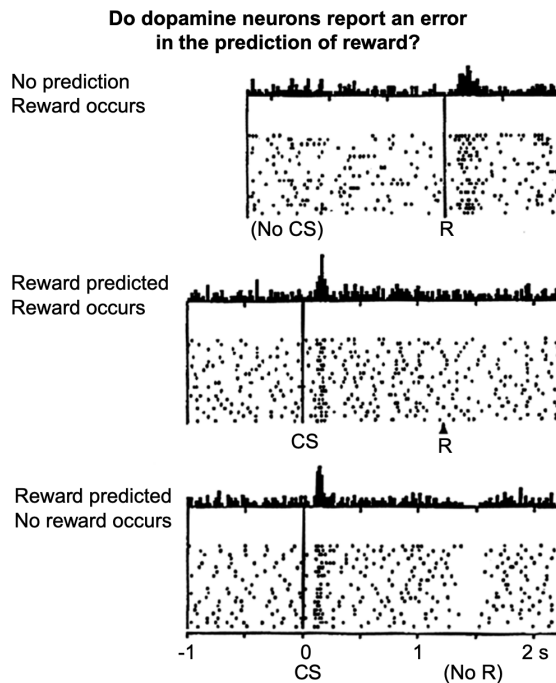 Do dopamine neurons report an error
in the prediction of reward?
No prediction
Reward occurs
(No CS) R
Reward predicted
Reward occurs
CS R
Reward predicted
No reward occurs
-1 0 1 2 s
CS (No R)